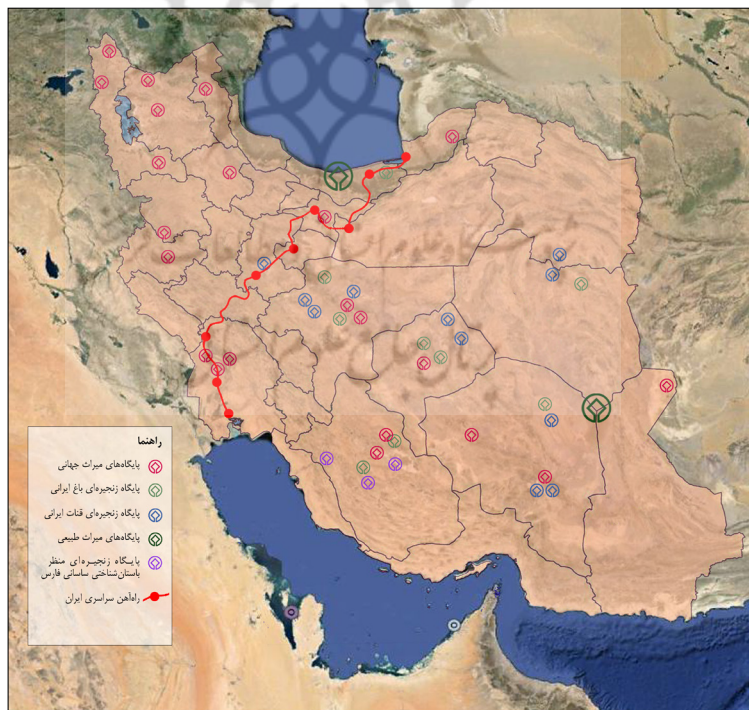 راهنما
پایگاه‌های میراث جهانی
پایگاه زنجیره‌ای باغ ایرانی
پایگاه زنجیره‌ای قنات ایرانی
پایگاه‌های میراث طبیعی
پایگاه زنجیره‌ای منظر
باستان‌شناختی ساسانی فارس
راه‌آهن سراسری ایران